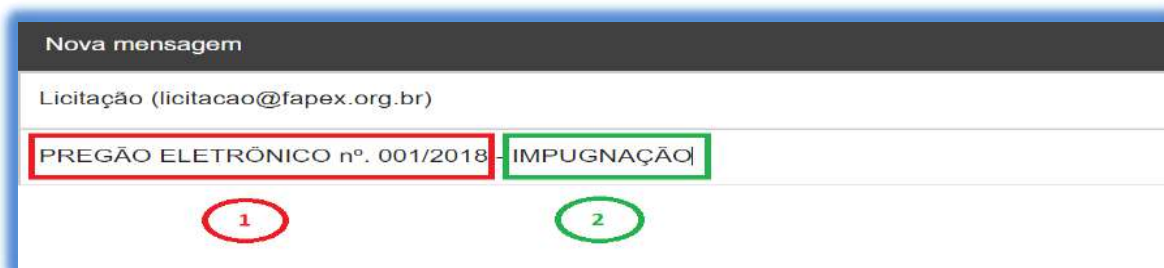 Nova mensagem
Licitação (licitacao@fapex.org.br)
PREGÃO ELETRÔNICO nº. 001/2018 - IMPUGNAÇÃO
1 2